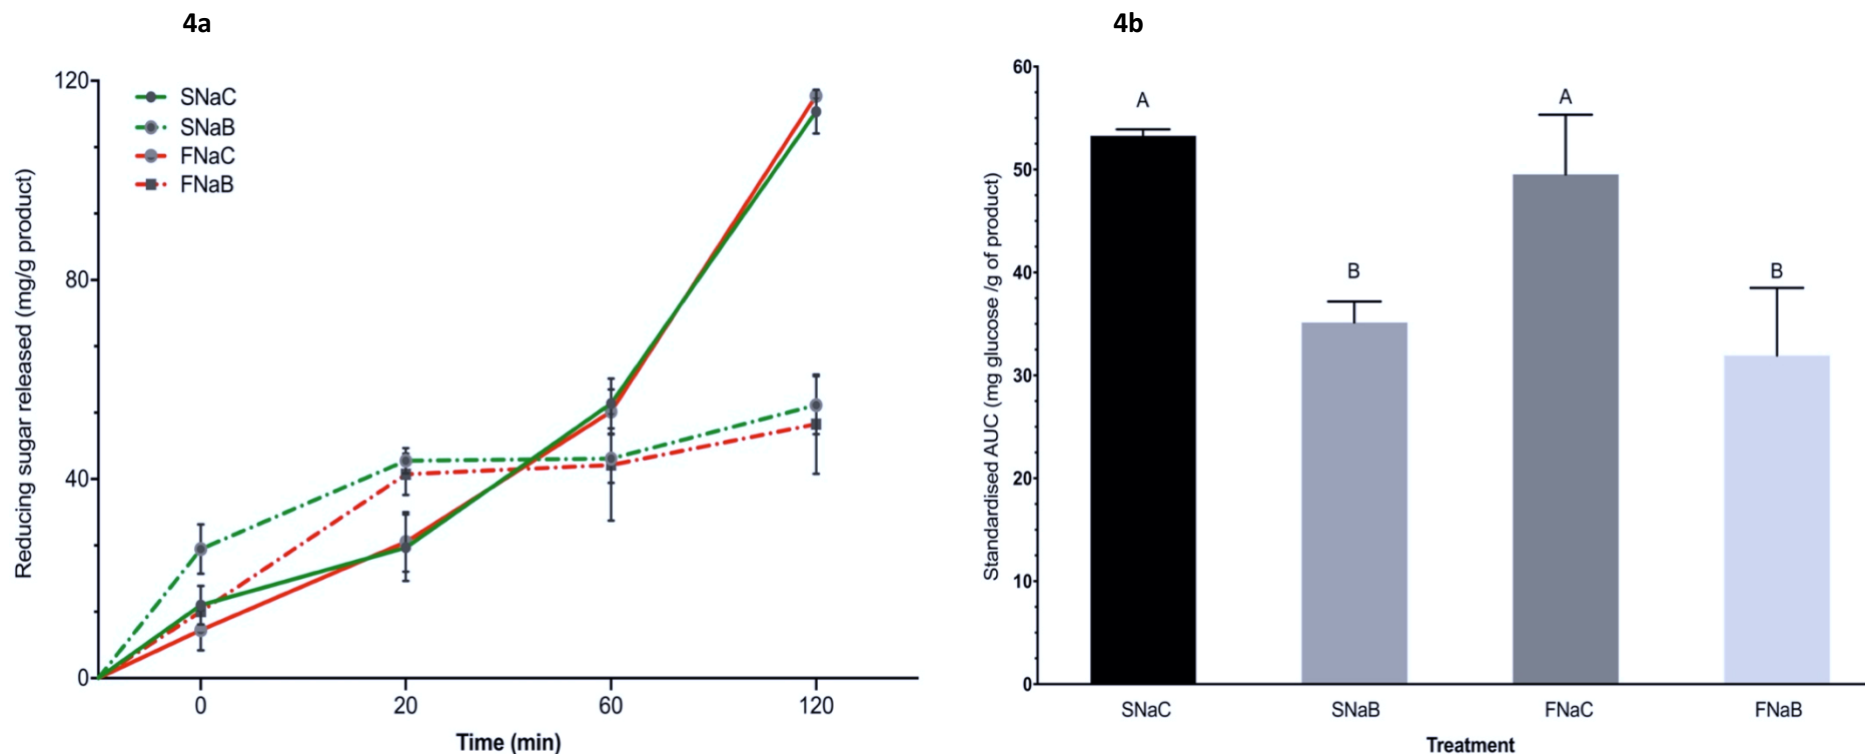 4a
120
80
40
0
Reducing sugar released (mg/g product)
SNaC
SNaB
FNaC
FNaB
0 20 60 120
Time (min)
4b
60
50
40
30
20
10
0
Standardised AUC (mg glucose /g of product)
A
B
A
B
SNaC SNaB FNaC FNaB
Treatment